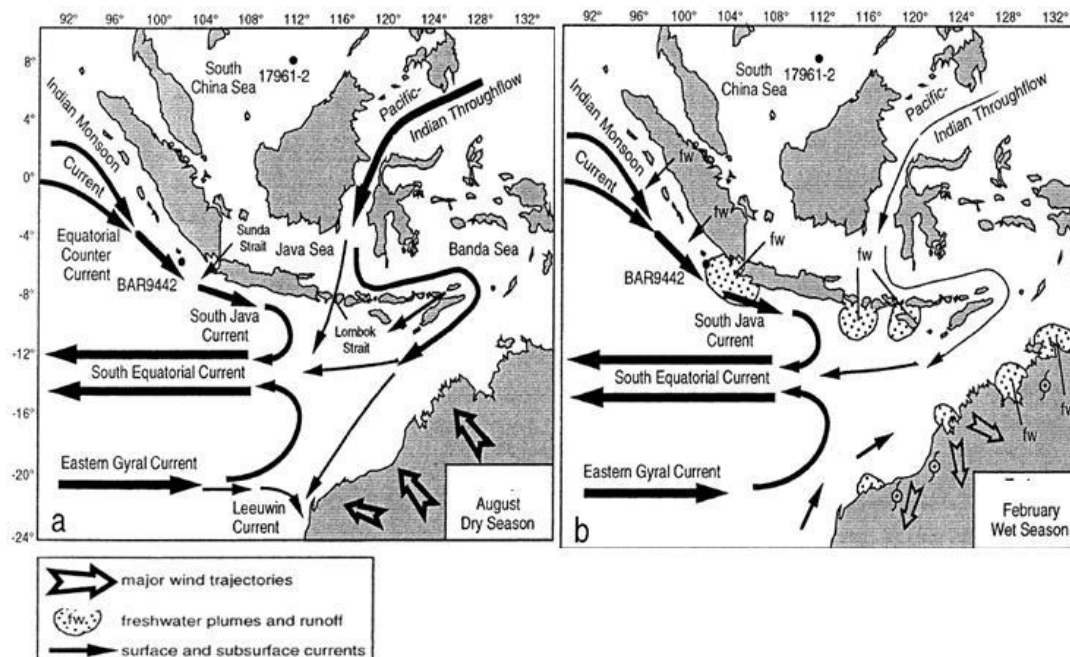 92° 96° 100° 104° 108° 112° 116° 120° 124° 128°
8°
4°
0°
-4°
-8°
-12°
-16°
-20°
-24°
South
China Sea
17961-2
Pacific-
Indian Throughflow
Indian Monsoon
Current
Equatorial
Counter
Current
Sunda
Strait
Java Sea
Banda Sea
BAR9442
South Java
Current
Lombok
Strait
South Equatorial Current
Eastern Gyral Current
Leeuwin
Current
a
August
Dry Season
92° 96° 100° 104° 108° 112° 116° 120° 124° 128° 132°
South
China Sea
17961-2
Pacific-
Indian Throughflow
Indian Monsoon
Current
fw
fw
fw
fw
BAR9442
South Java
Current
South Equatorial Current
fw
fw
Eastern Gyral Current
b
February
Wet Season
major wind trajectories
fw
freshwater plumes and runoff
surface and subsurface currents